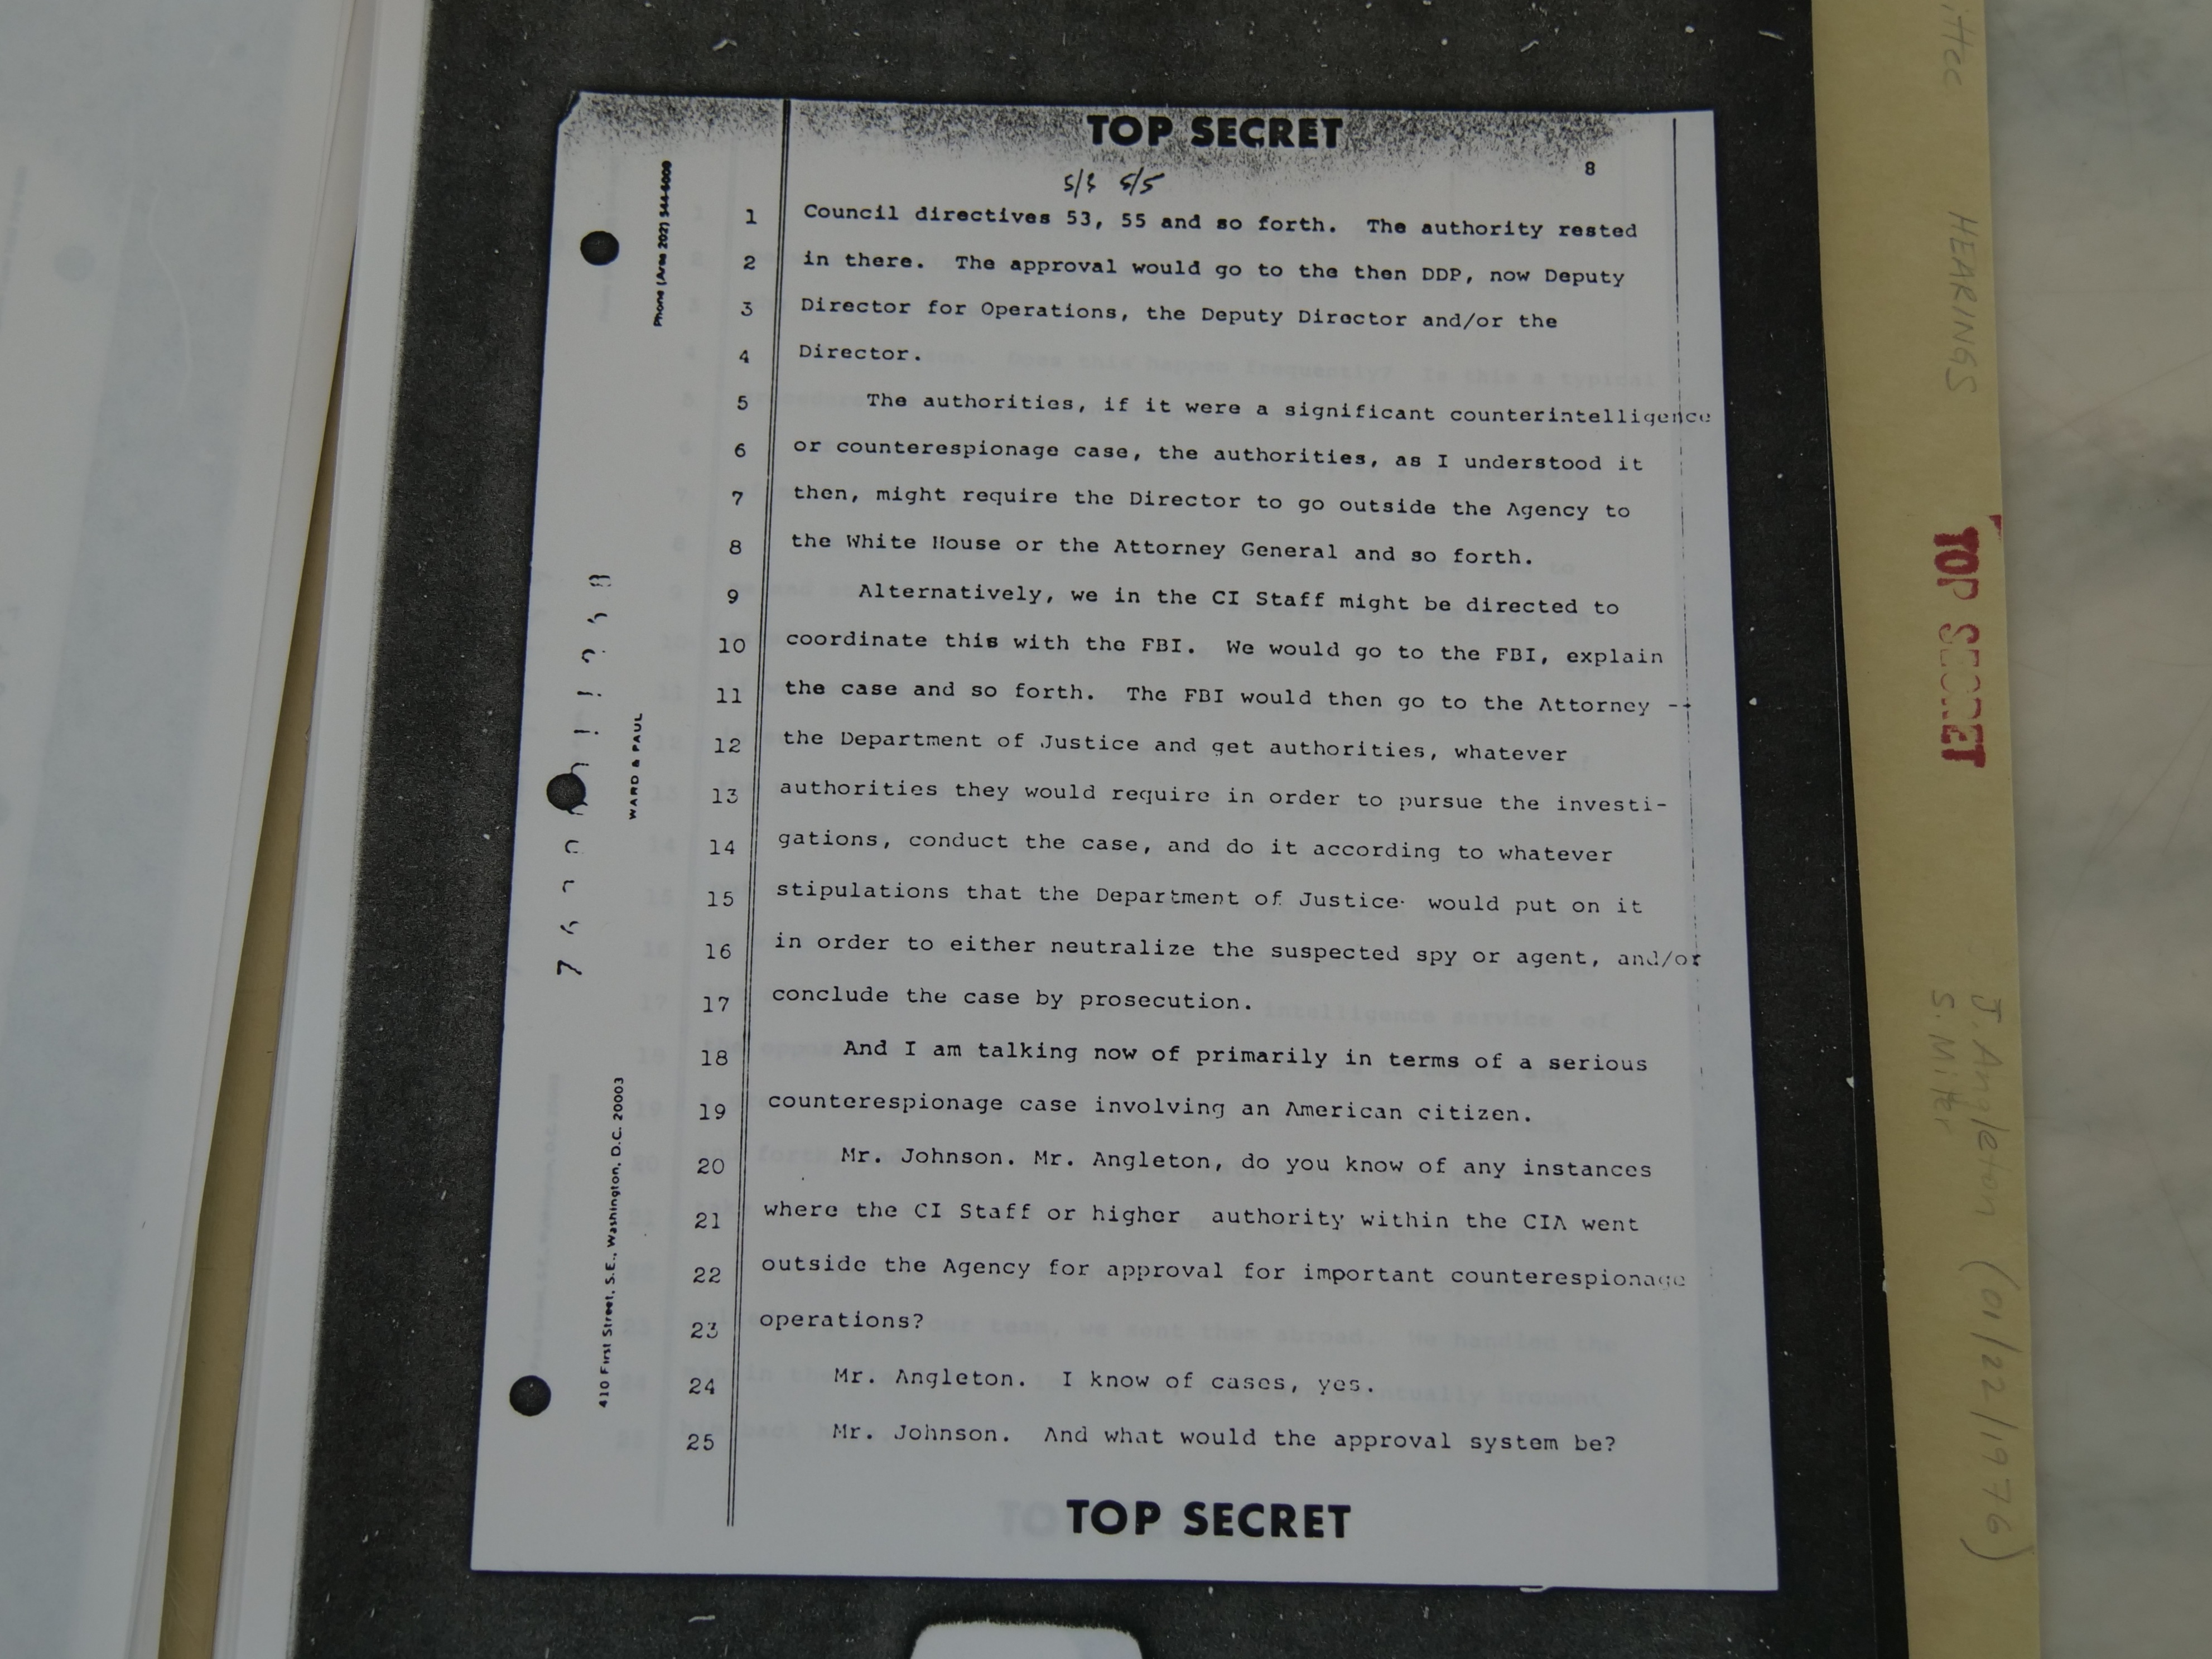 TOP SECRET
8
5/3 5/5
1 Council directives 53, 55 and so forth. The authority rested
2 in there. The approval would go to the then DDP, now Deputy
3 Director for Operations, the Deputy Director and/or the
4 Director.
5 The authorities, if it were a significant counterintelligence
6 or counterespionage case, the authorities, as I understood it
7 then, might require the Director to go outside the Agency to
8 the White House or the Attorney General and so forth.
9 Alternatively, we in the CI Staff might be directed to
10 coordinate this with the FBI. We would go to the FBI, explain
11 the case and so forth. The FBI would then go to the Attorney --
12 the Department of Justice and get authorities, whatever
13 authorities they would require in order to pursue the investi-
14 gations, conduct the case, and do it according to whatever
15 stipulations that the Department of Justice would put on it
16 in order to either neutralize the suspected spy or agent, and/or
17 conclude the case by prosecution.
18 And I am talking now of primarily in terms of a serious
19 counterespionage case involving an American citizen.
20 Mr. Johnson. Mr. Angleton, do you know of any instances
21 where the CI Staff or higher authority within the CIA went
22 outside the Agency for approval for important counterespionage
23 operations?
24 Mr. Angleton. I know of cases, yes.
25 Mr. Johnson. And what would the approval system be?
TOP SECRET
Phone (Area 202) 544-6000
WARD & PAUL
410 First Street, S.E., Washington, D.C. 20003
HEARINGS
TOP SECRET
J. Angleton (01/22/1976)
S. Miler